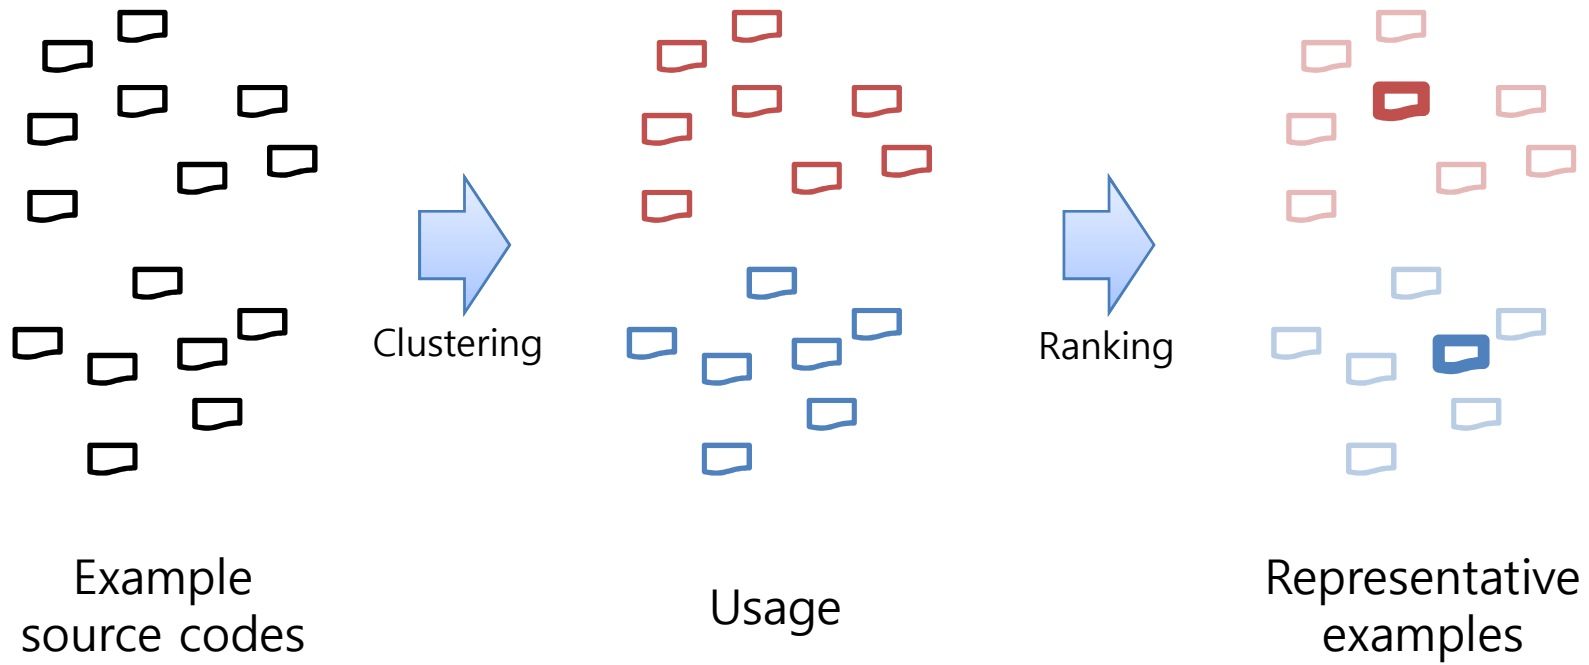 Clustering
Ranking
Example
source codes
Usage
Representative
examples